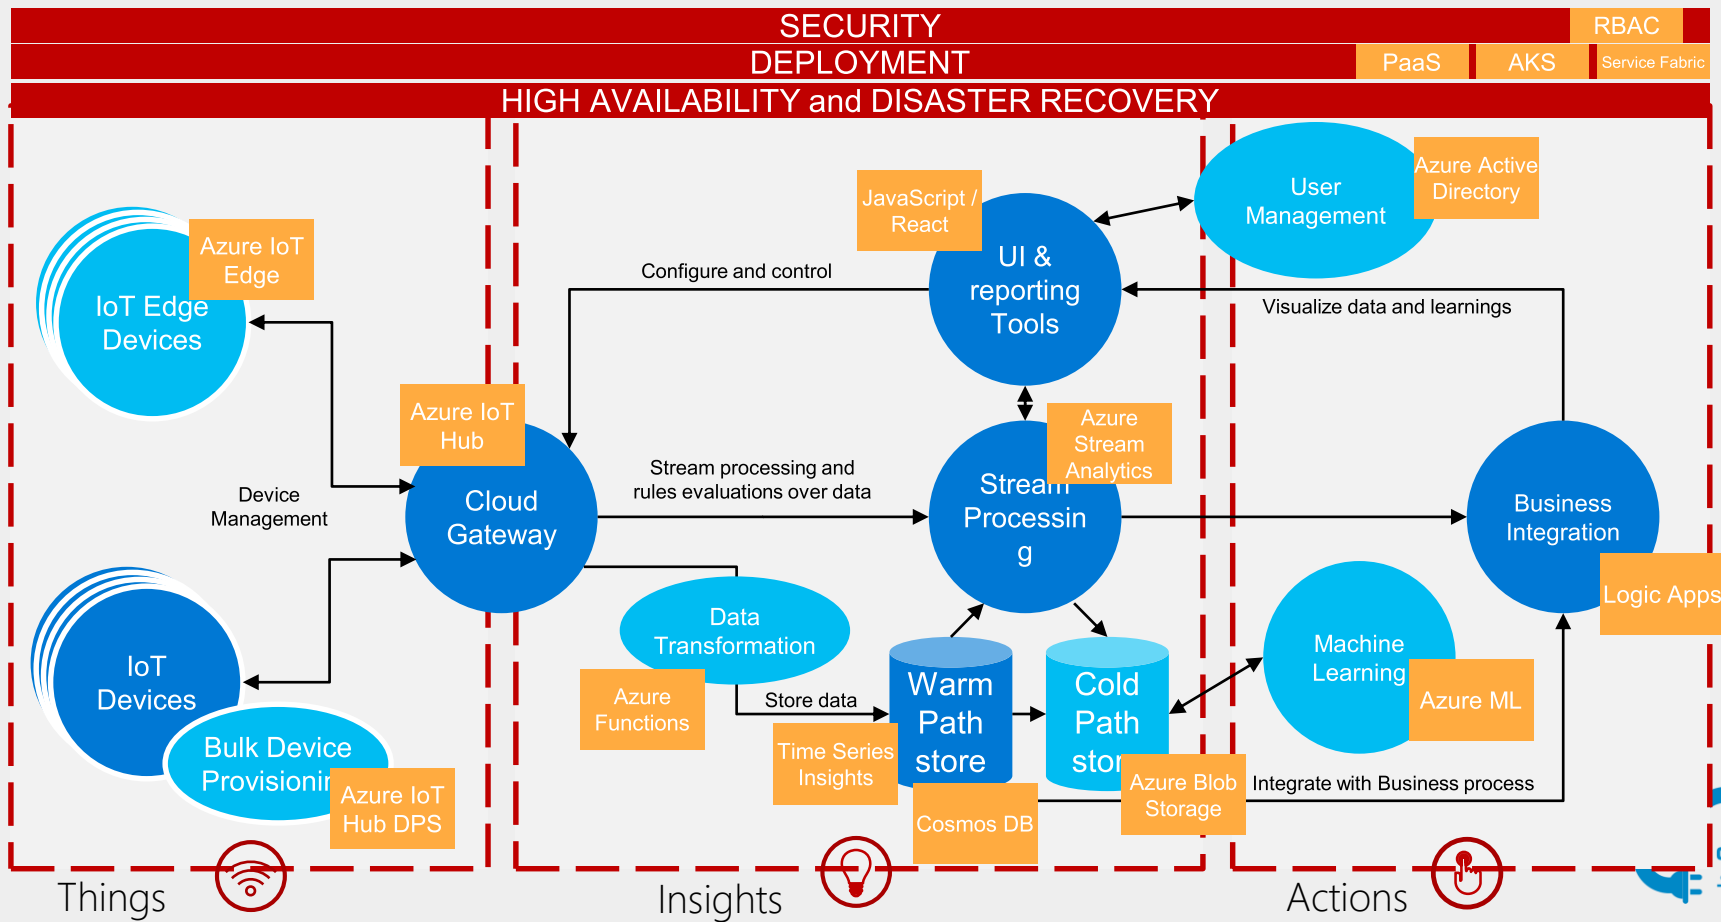 SECURITY
RBAC
DEPLOYMENT
PaaS
AKS
Service Fabric
HIGH AVAILABILITY and DISASTER RECOVERY
Azure IoT
Edge
IoT Edge
Devices
Azure IoT
Hub
Cloud
Gateway
Device
Management
IoT
Devices
Bulk Device
Provisionin
Azure IoT
Hub DPS
Things
JavaScript /
React
UI &
reporting
Tools
Configure and control
User
Management
Azure Active
Directory
Visualize data and learnings
Azure
Stream
Analytics
Stream
Processin
g
Stream processing and
rules evaluations over data
Business
Integration
Logic Apps
Data
Transformation
Azure
Functions
Store data
Warm
Path
store
Time Series
Insights
Cosmos DB
Cold
Path
stor
Azure Blob
Storage
Machine
Learning
Azure ML
Integrate with Business process
Insights
Actions